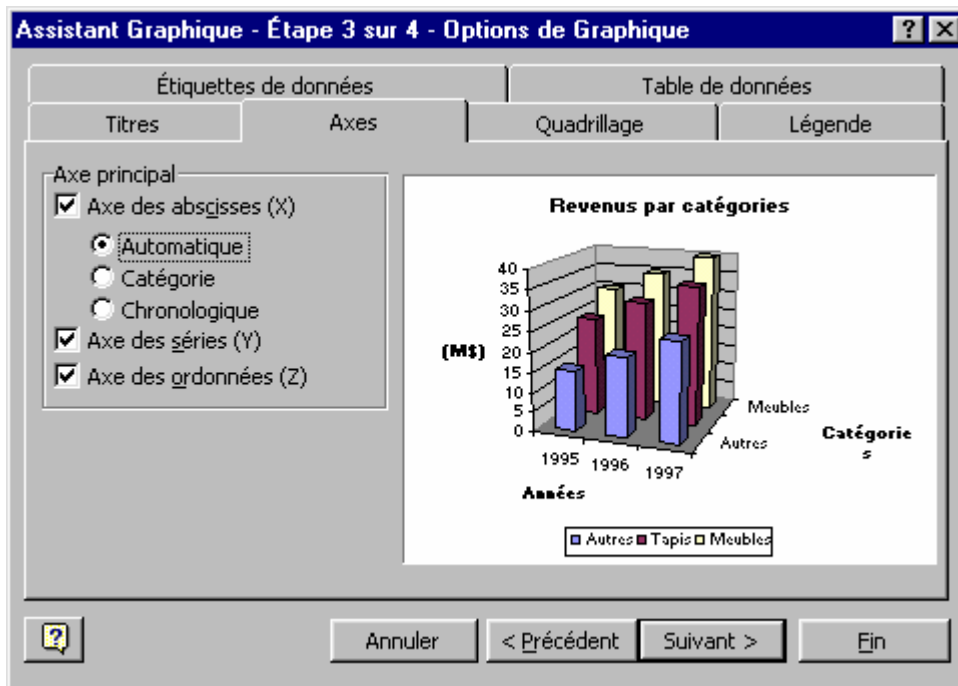 Assistant Graphique - Étape 3 sur 4 - Options de Graphique
Étiquettes de données
Table de données
Titres
Axes
Quadrillage
Légende
Axe principal
Axe des abscisses (X)
Automatique
Catégorie
Chronologique
Axe des séries (Y)
Axe des ordonnées (Z)
Revenus par catégories
40
35
30
25
20
15
10
5
0
(M$)
1995 1996 1997
Années
Meubles
Autres
Catégorie
s
Autres Tapis Meubles
Annuler
< Précédent
Suivant >
Fin